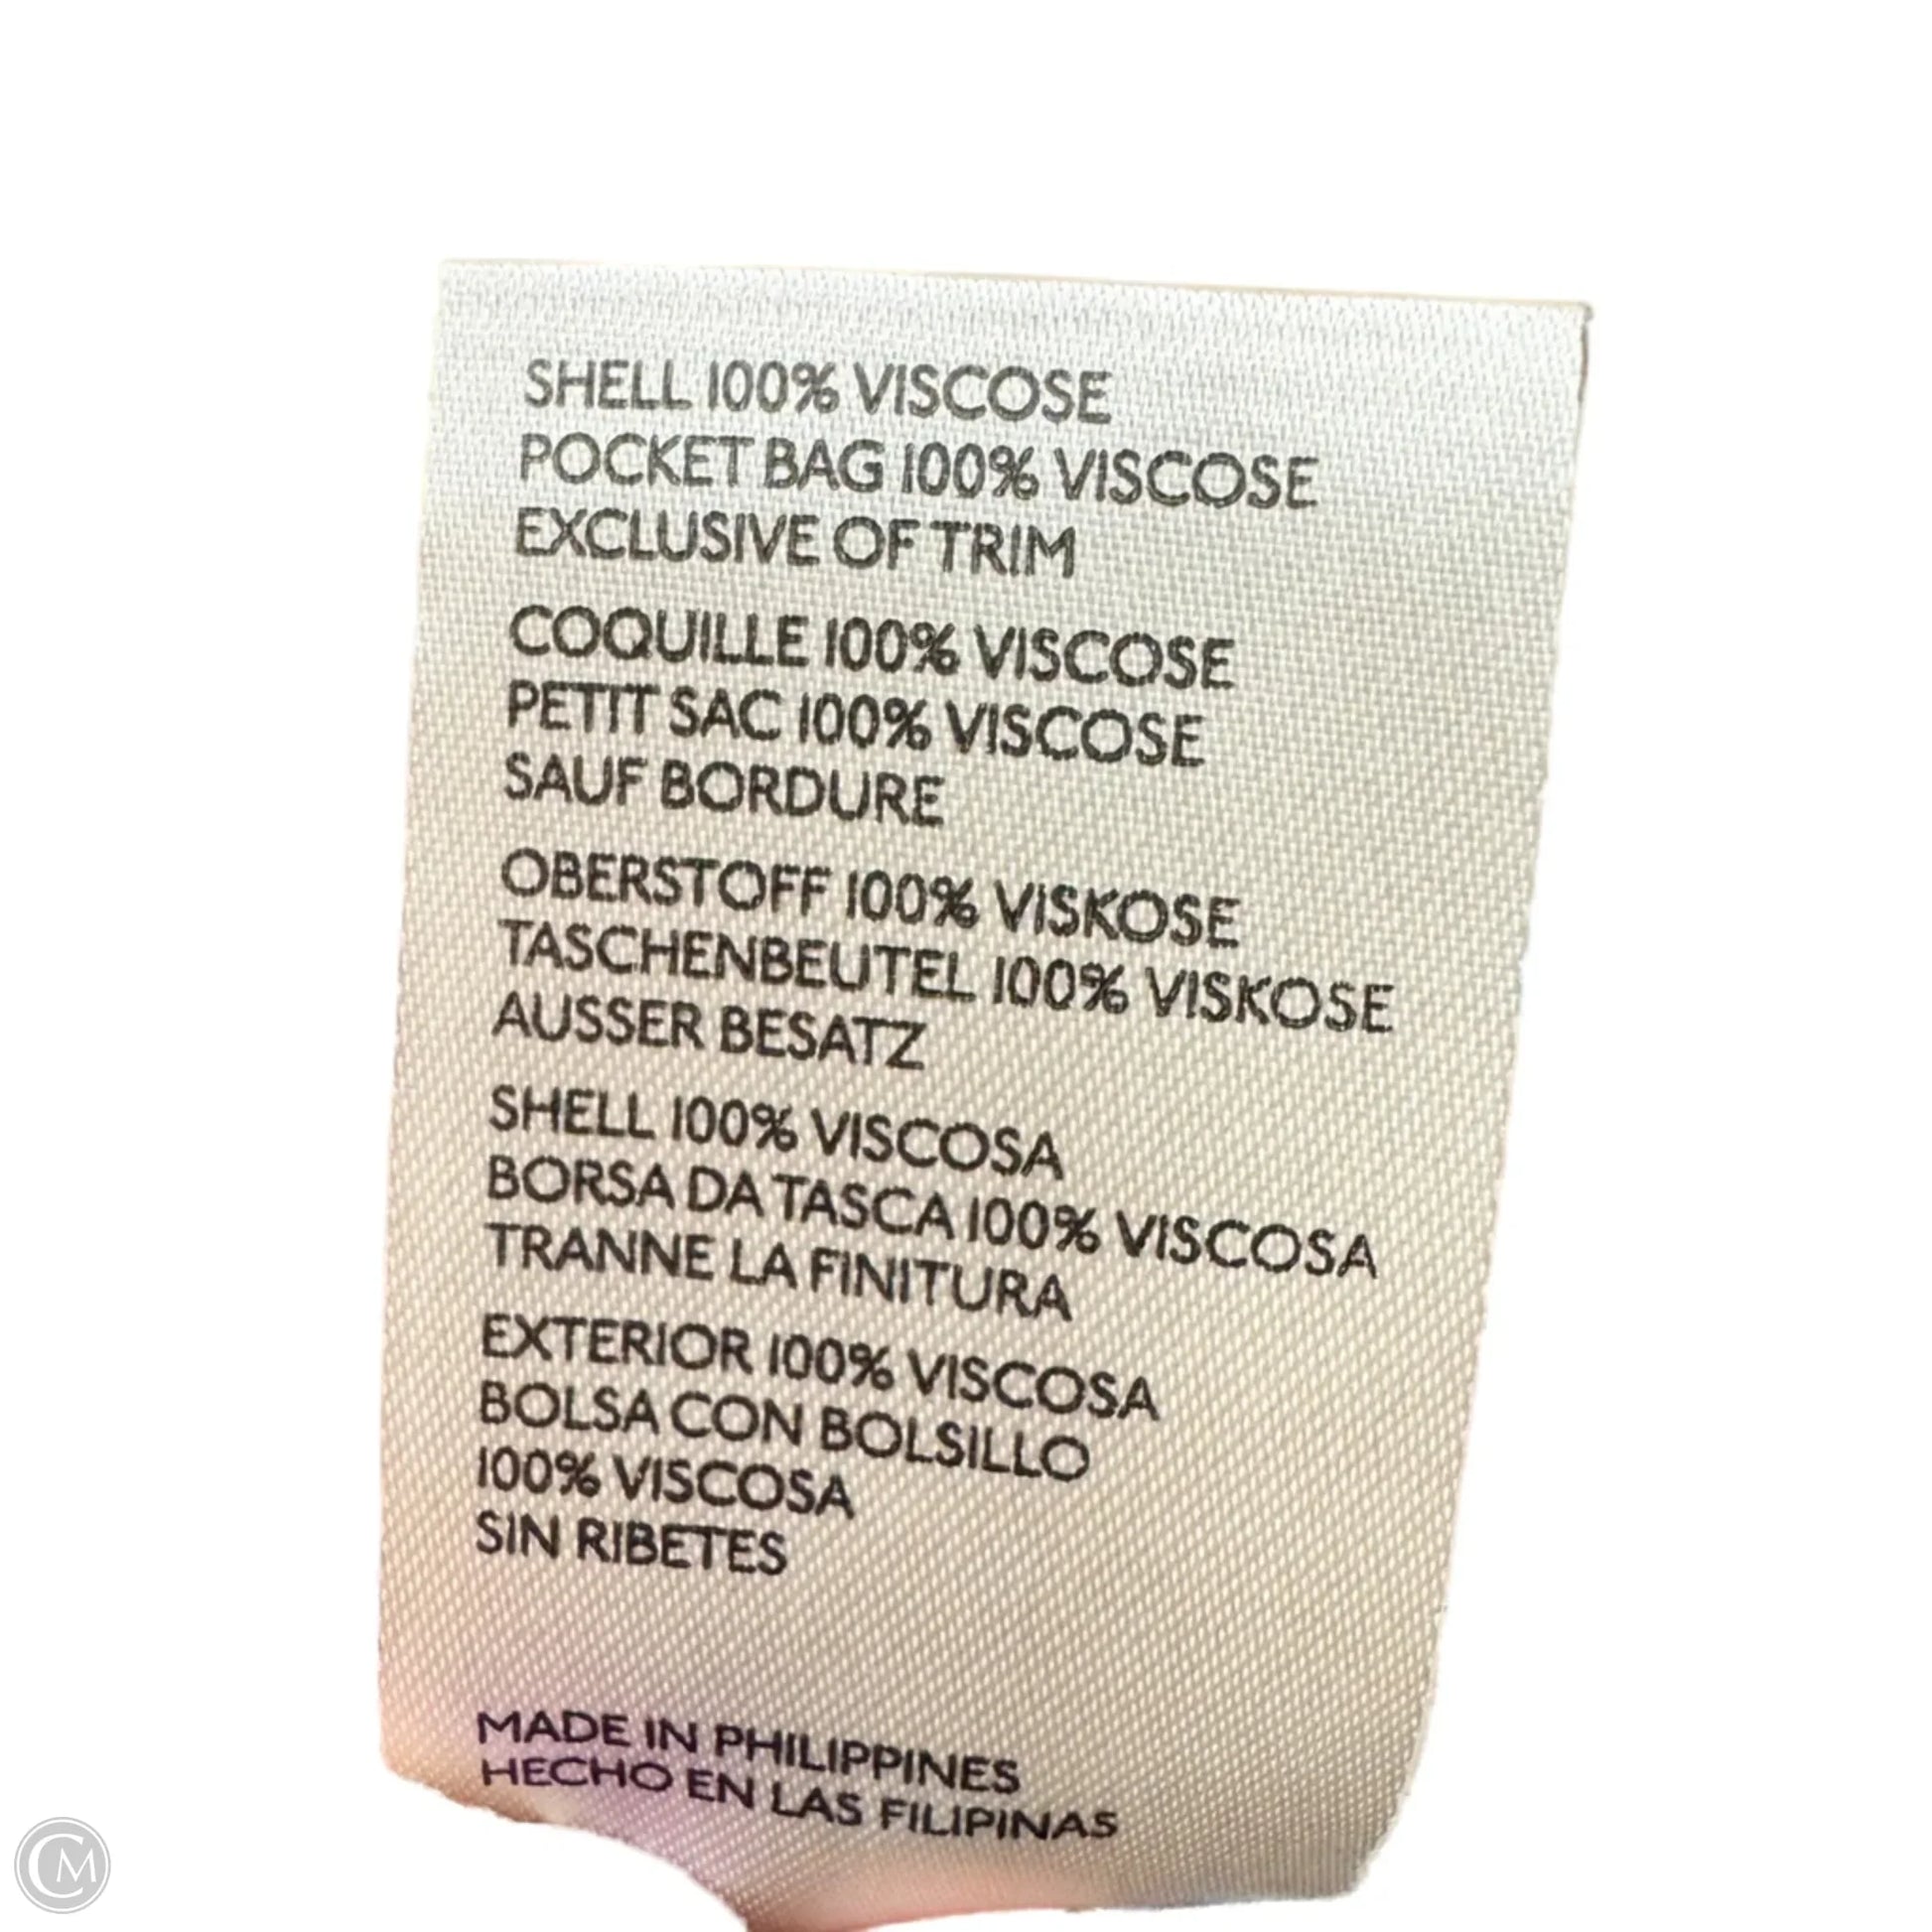 SHELL 100% VISCOSE
POCKET BAG 100% VISCOSE
EXCLUSIVE OF TRIM
COQUILLE 100% VISCOSE
PETIT SAC 100% VISCOSE
SAUF BORDURE
OBERSTOFF 100% VISKOSE
TASCHENBEUTEL 100% VISKOSE
AUSSER BESATZ
SHELL 100% VISCOSA
BORSA DA TASCA 100% VISCOSA
TRANNE LA FINITURA
EXTERIOR 100% VISCOSA
BOLSA CON BOLSILLO
100% VISCOSA
SIN RIBETES
MADE IN PHILIPPINES
HECHO EN LAS FILIPINAS
CM